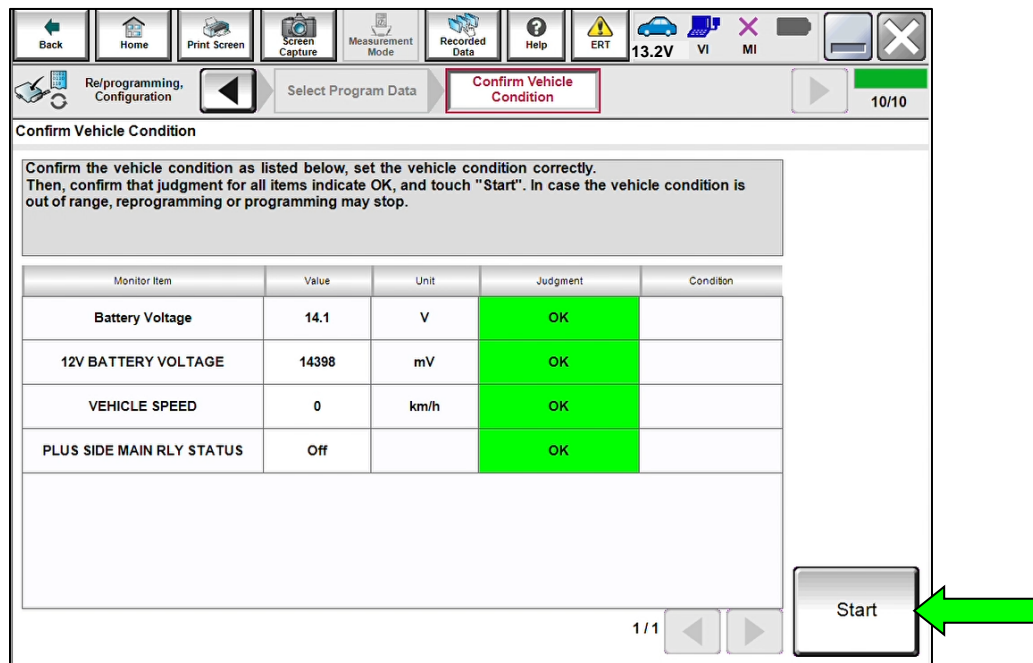 Back
Home
Print Screen
Screen
Capture
Measurement
Mode
Recorded
Data
Help
ERT
13.2V
VI
MI
Re/programming,
Configuration
Select Program Data
Confirm Vehicle
Condition
10/10
Confirm Vehicle Condition
Confirm the vehicle condition as listed below, set the vehicle condition correctly.
Then, confirm that judgment for all items indicate OK, and touch "Start". In case the vehicle condition is
out of range, reprogramming or programming may stop.
Monitor Item Value Unit Judgment Condition
Battery Voltage 14.1 V OK
12V BATTERY VOLTAGE 14398 mV OK
VEHICLE SPEED 0 km/h OK
PLUS SIDE MAIN RLY STATUS Off OK
Start
1/1